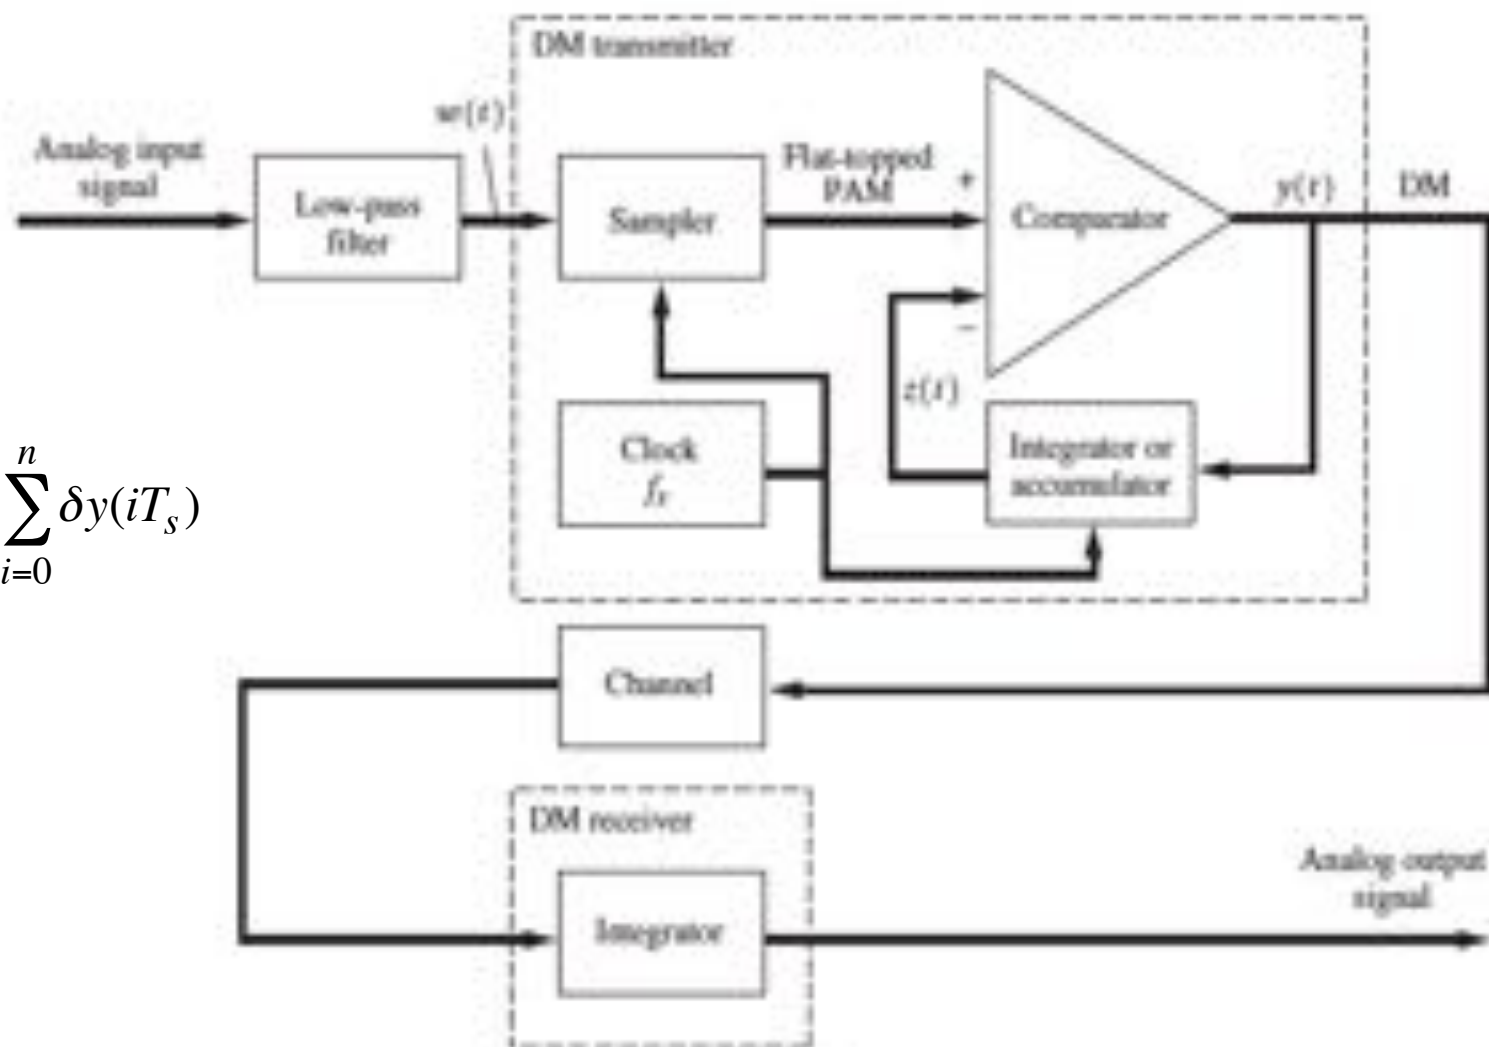 DM transmitter
w(t)
Analog input
signal
Low-pass
filter
Sampler
Flat-topped
PAM
+
Comparator
y(t)
DM
−
z(t)
Clock
fₛ
Integrator or
accumulator
n
∑ δy(iTₛ)
i=0
Channel
DM receiver
Integrator
Analog output
signal